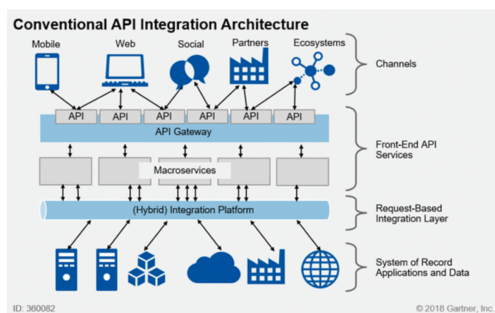 Conventional API Integration Architecture
Mobile
Web
Social
Partners
Ecosystems
Channels
API
API
API
API
API
API
API Gateway
Front-End API
Services
Macroservices
(Hybrid) Integration Platform
Request-Based
Integration Layer
System of Record
Applications and Data
ID: 360082
© 2018 Gartner, Inc.